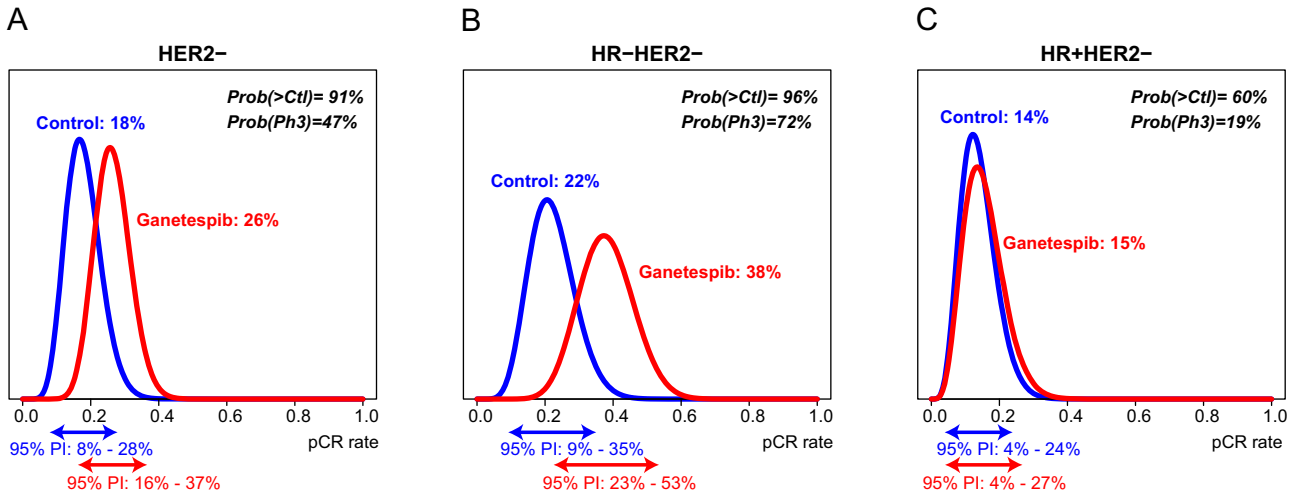 A
HER2−
Prob(>Ctl)= 91%
Prob(Ph3)=47%
Control: 18%
Ganetespib: 26%
0.0 0.2 0.4 0.6 0.8 1.0
pCR rate
95% PI: 8% - 28%
95% PI: 16% - 37%
B
HR−HER2−
Prob(>Ctl)= 96%
Prob(Ph3)=72%
Control: 22%
Ganetespib: 38%
0.0 0.2 0.4 0.6 0.8 1.0
pCR rate
95% PI: 9% - 35%
95% PI: 23% - 53%
C
HR+HER2−
Prob(>Ctl)= 60%
Prob(Ph3)=19%
Control: 14%
Ganetespib: 15%
0.0 0.2 0.4 0.6 0.8 1.0
pCR rate
95% PI: 4% - 24%
95% PI: 4% - 27%